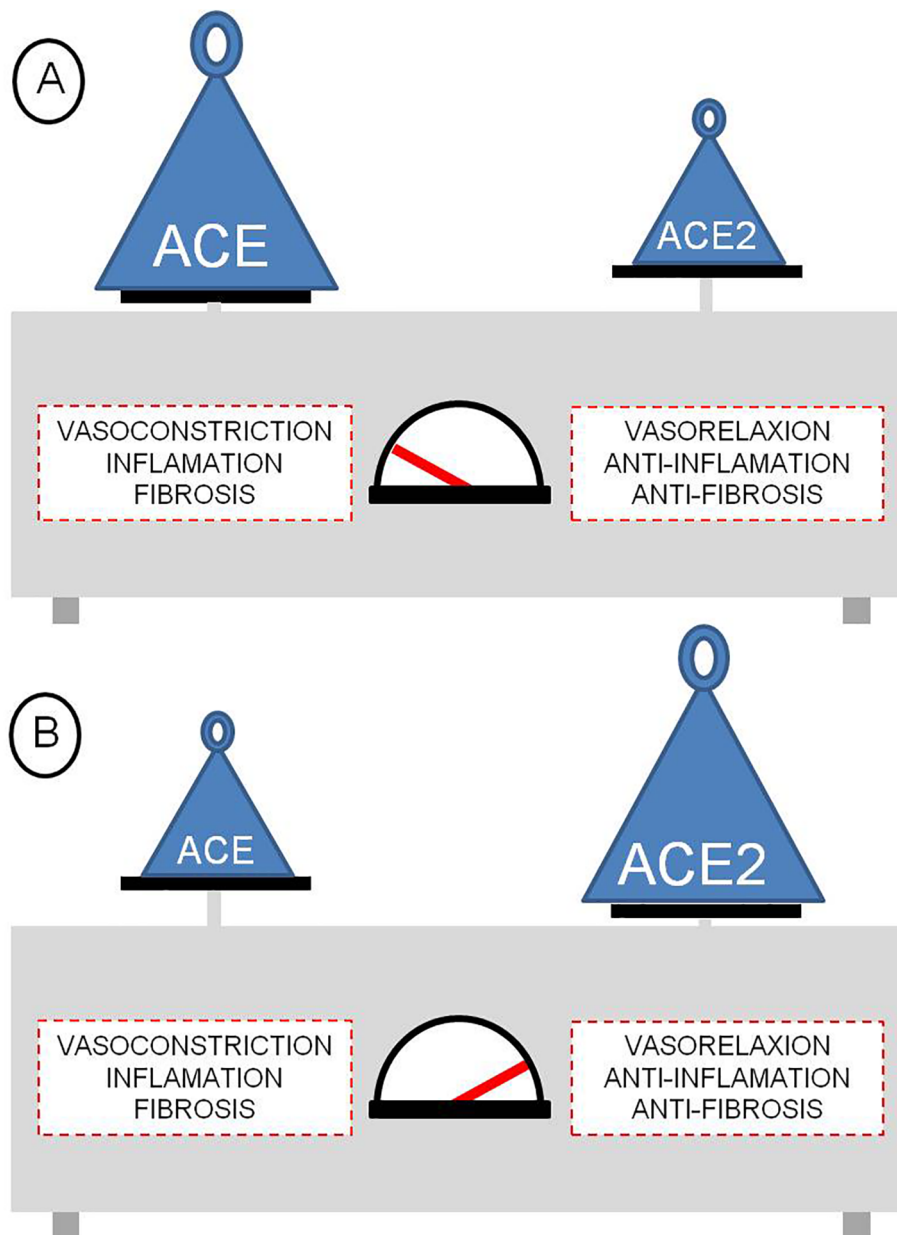 A
ACE
ACE2
VASOCONSTRICTION
INFLAMATION
FIBROSIS
VASORELAXION
ANTI-INFLAMATION
ANTI-FIBROSIS
B
ACE
ACE2
VASOCONSTRICTION
INFLAMATION
FIBROSIS
VASORELAXION
ANTI-INFLAMATION
ANTI-FIBROSIS